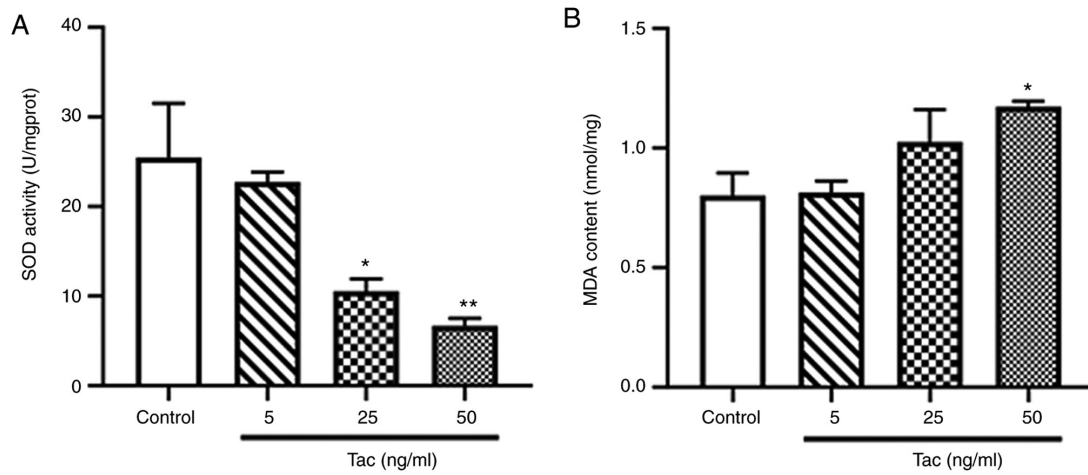 A
SOD activity (U/mgprot)
40
30
20
10
0
*
**
Control
5
25
50
Tac (ng/ml)
B
MDA content (nmol/mg)
1.5
1.0
0.5
0.0
*
Control
5
25
50
Tac (ng/ml)